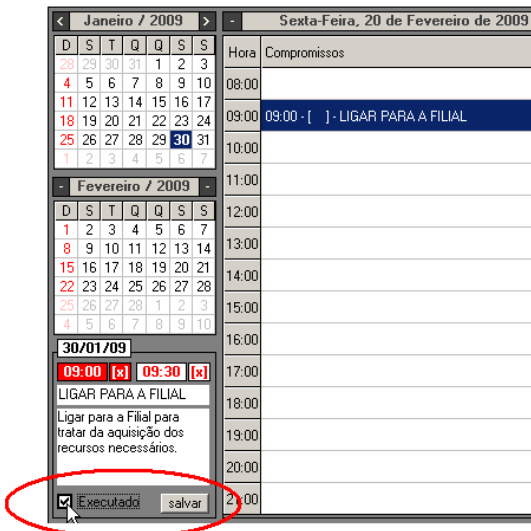 < Janeiro / 2009 >
D S T Q Q S S
28 29 30 31 1 2 3
4 5 6 7 8 9 10
11 12 13 14 15 16 17
18 19 20 21 22 23 24
25 26 27 28 29 30 31
1 2 3 4 5 6 7
- Fevereiro / 2009 -
D S T Q Q S S
1 2 3 4 5 6 7
8 9 10 11 12 13 14
15 16 17 18 19 20 21
22 23 24 25 26 27 28
25 26 27 28 1 2 3
4 5 6 7 8 9 10
30/01/09
09:00 [x] 09:30 [x]
LIGAR PARA A FILIAL
Ligar para a Filial para
tratar da aquisição dos
recursos necessários.
Executado salvar
- Sexta-Feira, 20 de Fevereiro de 2009
Hora Compromissos
08:00
09:00 09:00 - [ ] - LIGAR PARA A FILIAL
10:00
11:00
12:00
13:00
14:00
15:00
16:00
17:00
18:00
19:00
20:00
21:00